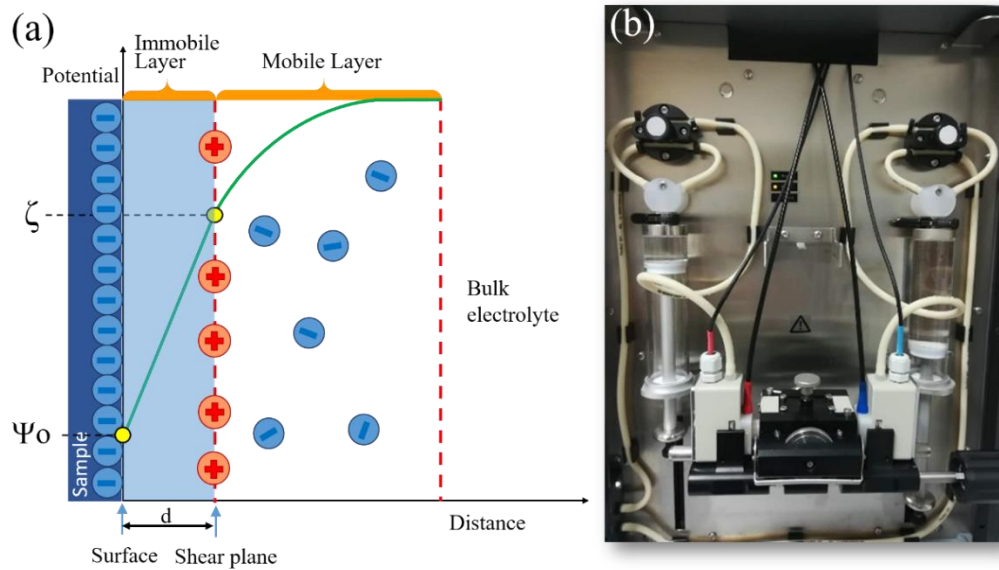 (a)
Immobile
Layer
Mobile Layer
Potential
ζ
Ψo
Sample
Bulk
electrolyte
d
Distance
Surface
Shear plane
(b)